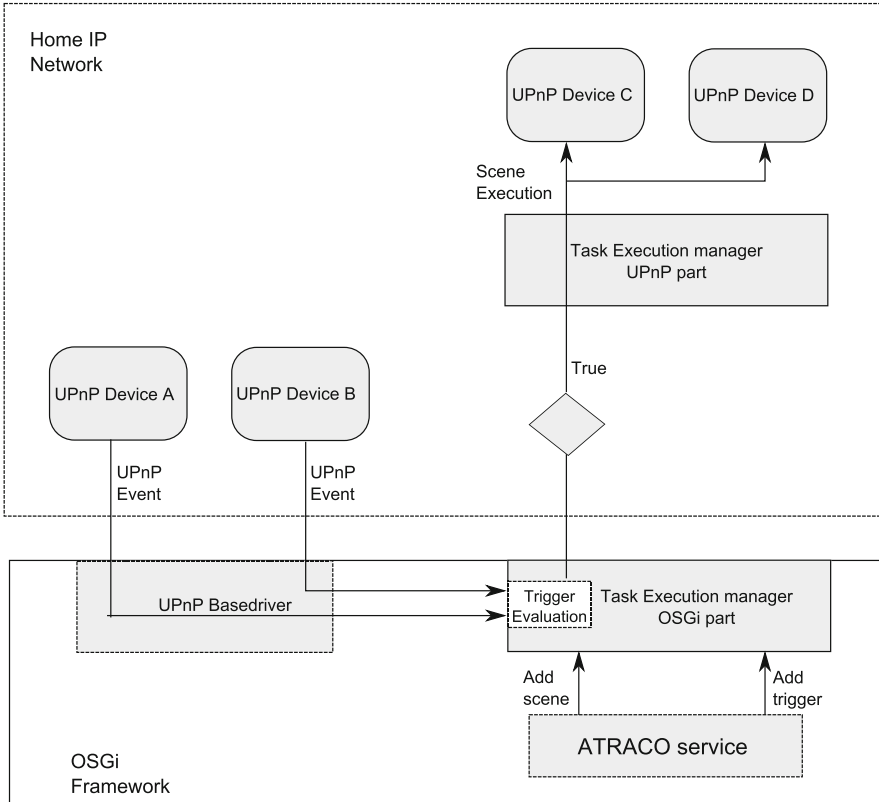 Home IP
Network
UPnP Device C
UPnP Device D
Scene
Execution
Task Execution manager
UPnP part
True
UPnP Device A
UPnP Device B
UPnP
Event
UPnP
Event
UPnP Basedriver
Trigger
Evaluation
Task Execution manager
OSGi part
Add
scene
Add
trigger
ATRACO service
OSGi
Framework